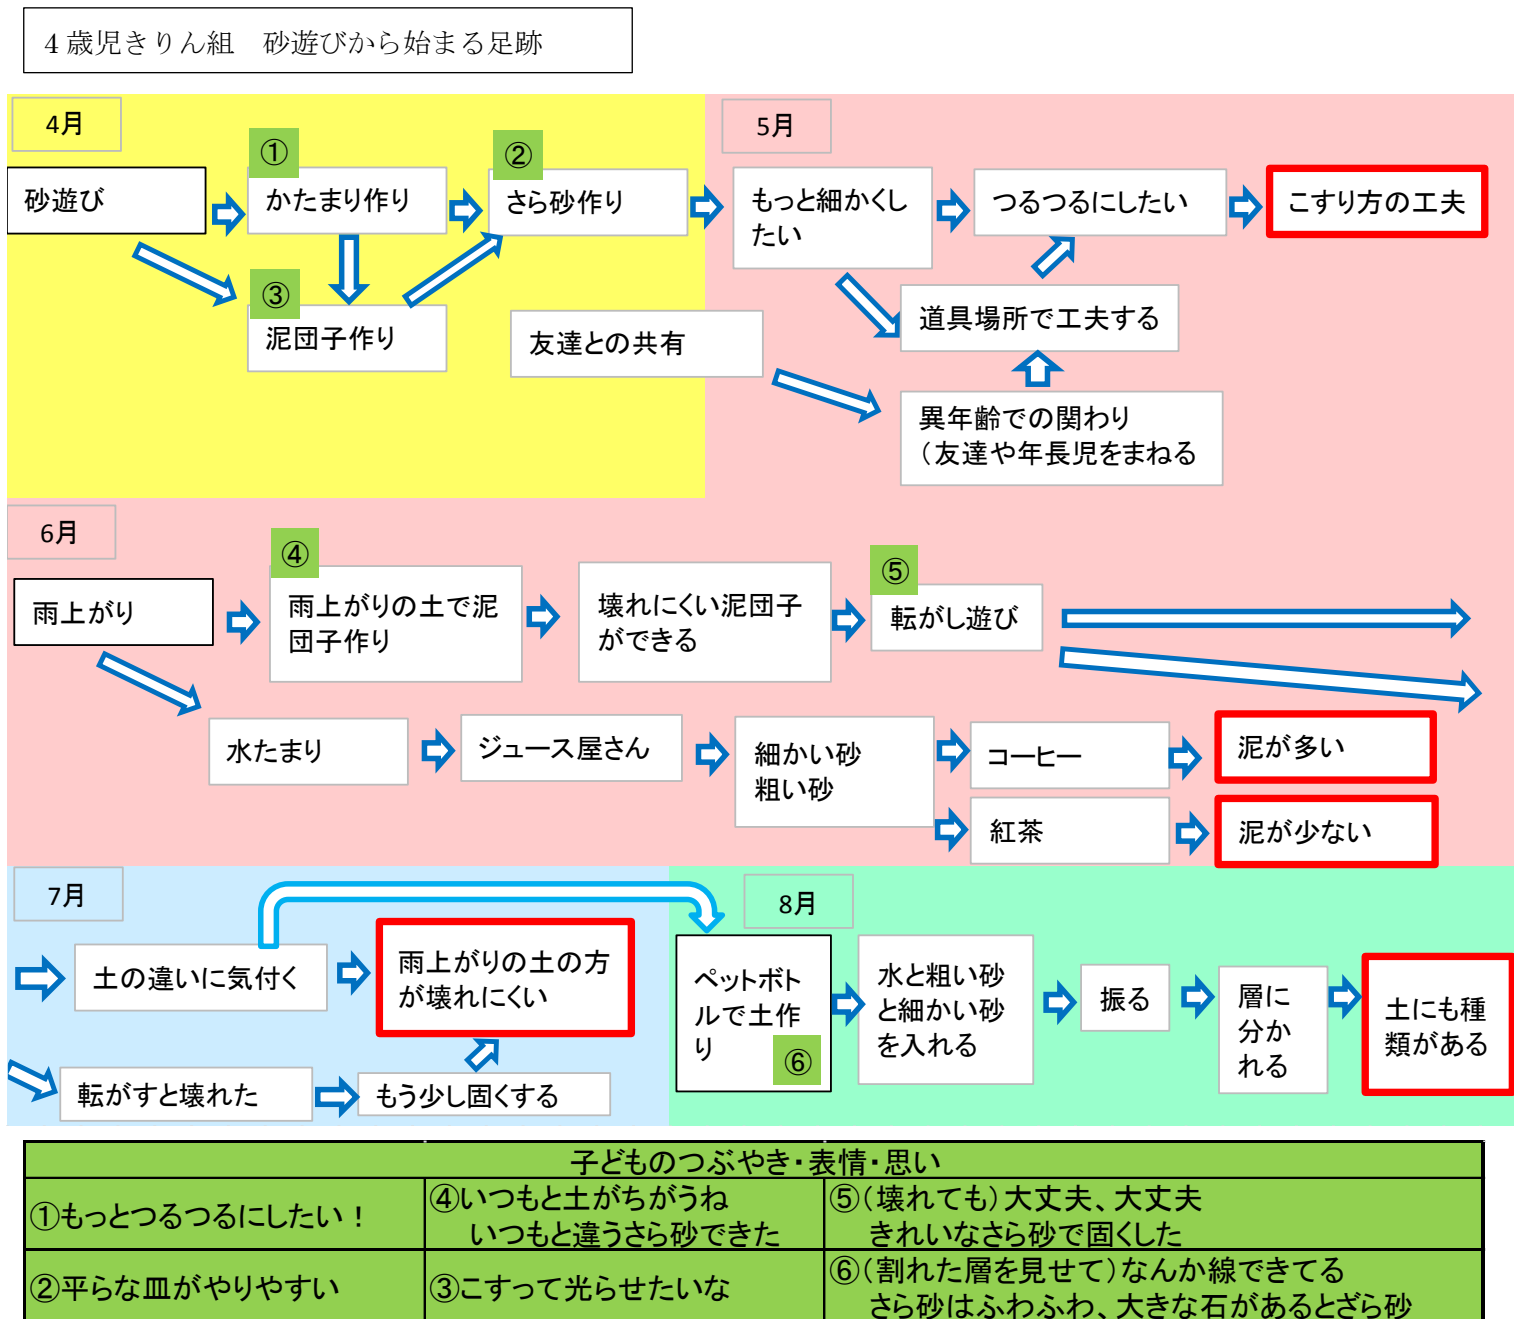 ４歳児きりん組　砂遊びから始まる足跡
4月
①
②
砂遊び
かたまり作り
さら砂作り
③
泥団子作り
5月
もっと細かくし
たい
つるつるにしたい
こすり方の工夫
道具場所で工夫する
友達との共有
異年齢での関わり
（友達や年長児をまねる
6月
④
⑤
雨上がり
雨上がりの土で泥
団子作り
壊れにくい泥団子
ができる
転がし遊び
水たまり
ジュース屋さん
細かい砂
粗い砂
コーヒー
泥が多い
紅茶
泥が少ない
7月
土の違いに気付く
雨上がりの土の方
が壊れにくい
転がすと壊れた
もう少し固くする
8月
ペットボト
ルで土作
り
⑥
水と粗い砂
と細かい砂
を入れる
振る
層に
分か
れる
土にも種
類がある
子どものつぶやき・表情・思い
①もっとつるつるにしたい！
④いつもと土がちがうね
いつもと違うさら砂できた
⑤（壊れても）大丈夫、大丈夫
きれいなさら砂で固くした
②平らな皿がやりやすい
③こすって光らせたいな
⑥（割れた層を見せて）なんか線できてる
さら砂はふわふわ、大きな石があるとざら砂